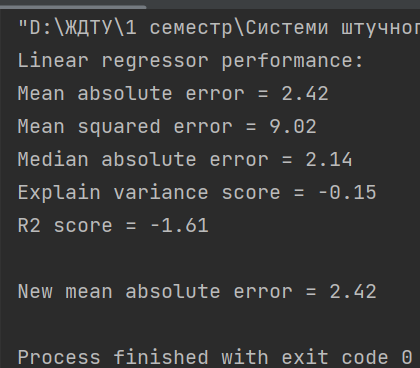 "D:\ЖДТУ\1 семестр\Системи
Linear regressor performance:
Mean absolute error = 2.42
Mean squared error = 9.02
Median absolute error = 2.14
Explain variance score = -0.15
R2 score = -1.61
New mean absolute error = 2.42
Process finished with exit code 0